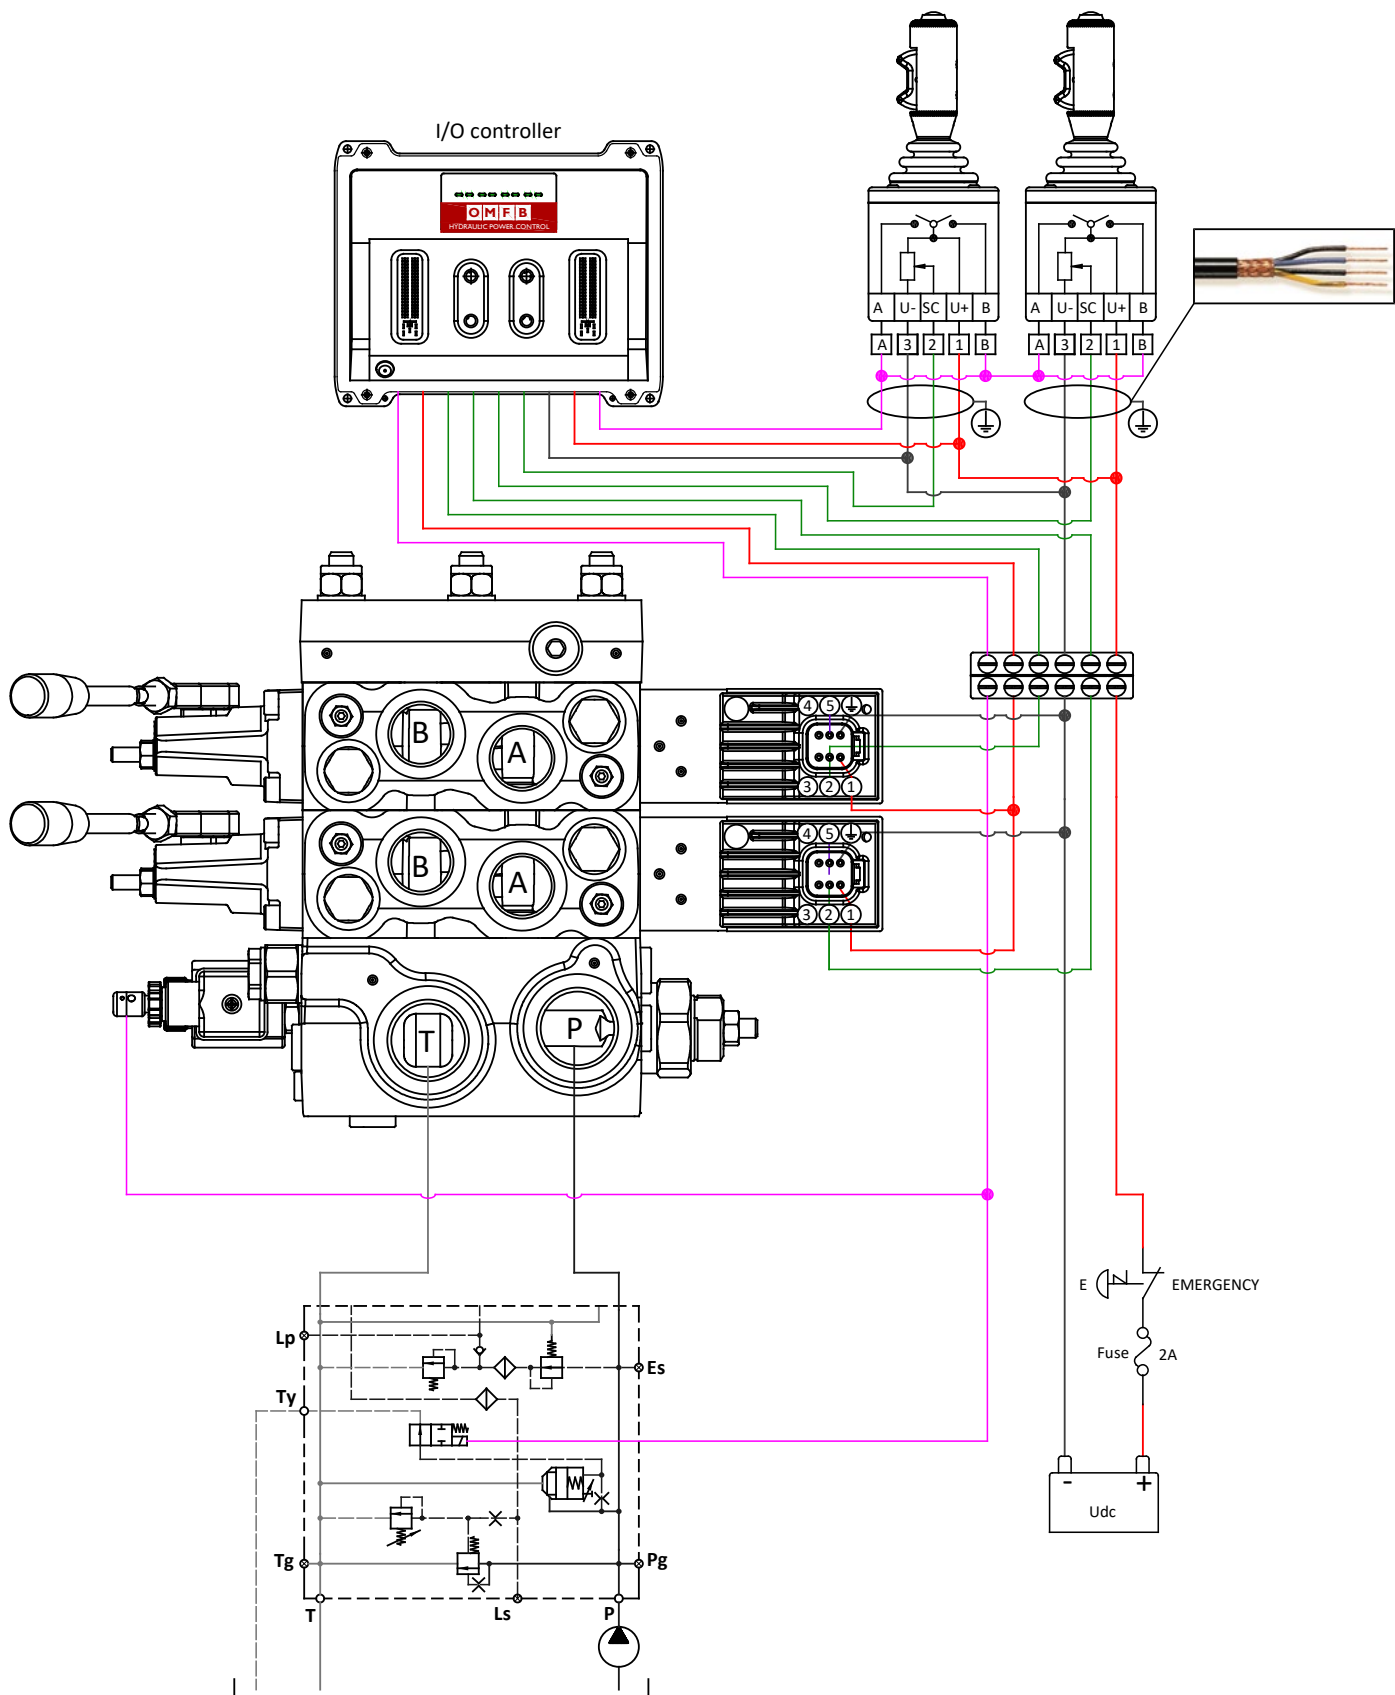 I/O controller
OMFB
HYDRAULIC POWER CONTROL
A U- SC U+ B
A U- SC U+ B
A 3 2 1 B
A 3 2 1 B
B
A
4 5
3 2 1
B
A
4 5
3 2 1
T
P
E
EMERGENCY
Fuse
2A
Lp
Es
Ty
- +
Udc
Tg
Pg
T
Ls
P